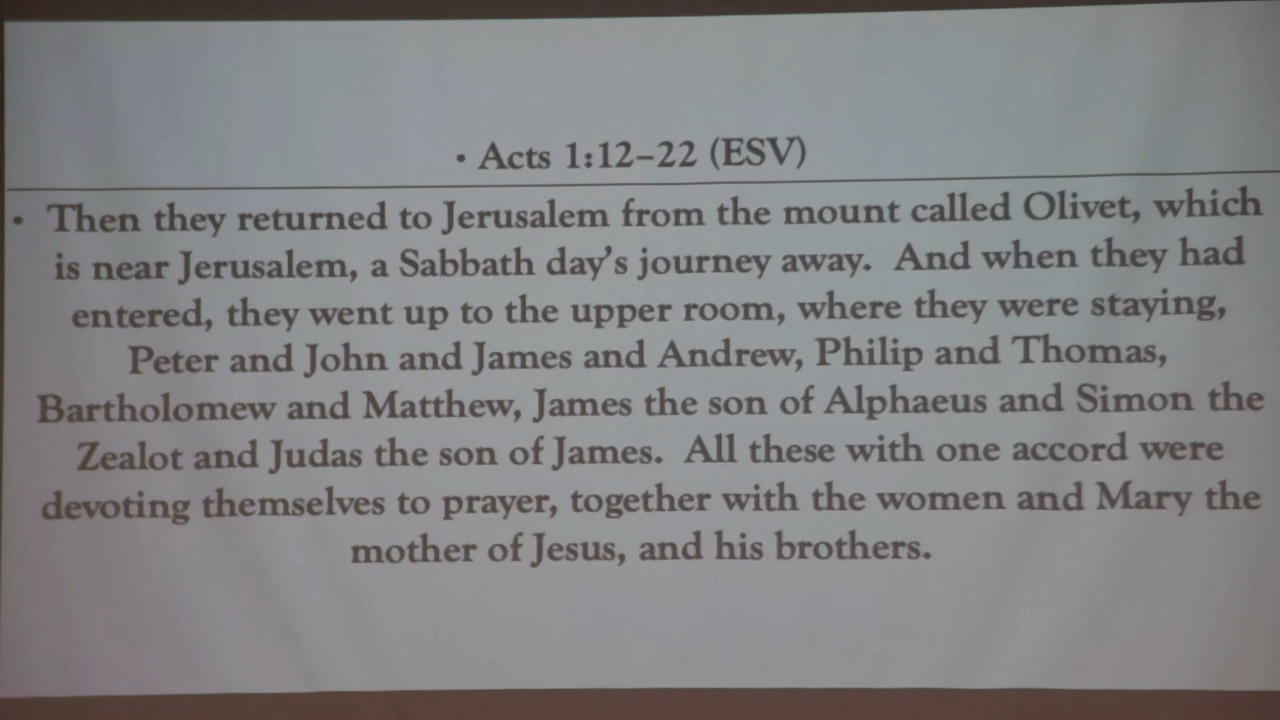 • Acts 1:12–22 (ESV)
• Then they returned to Jerusalem from the mount called Olivet, which
is near Jerusalem, a Sabbath day’s journey away.  And when they had
entered, they went up to the upper room, where they were staying,
Peter and John and James and Andrew, Philip and Thomas,
Bartholomew and Matthew, James the son of Alphaeus and Simon the
Zealot and Judas the son of James.  All these with one accord were
devoting themselves to prayer, together with the women and Mary the
mother of Jesus, and his brothers.